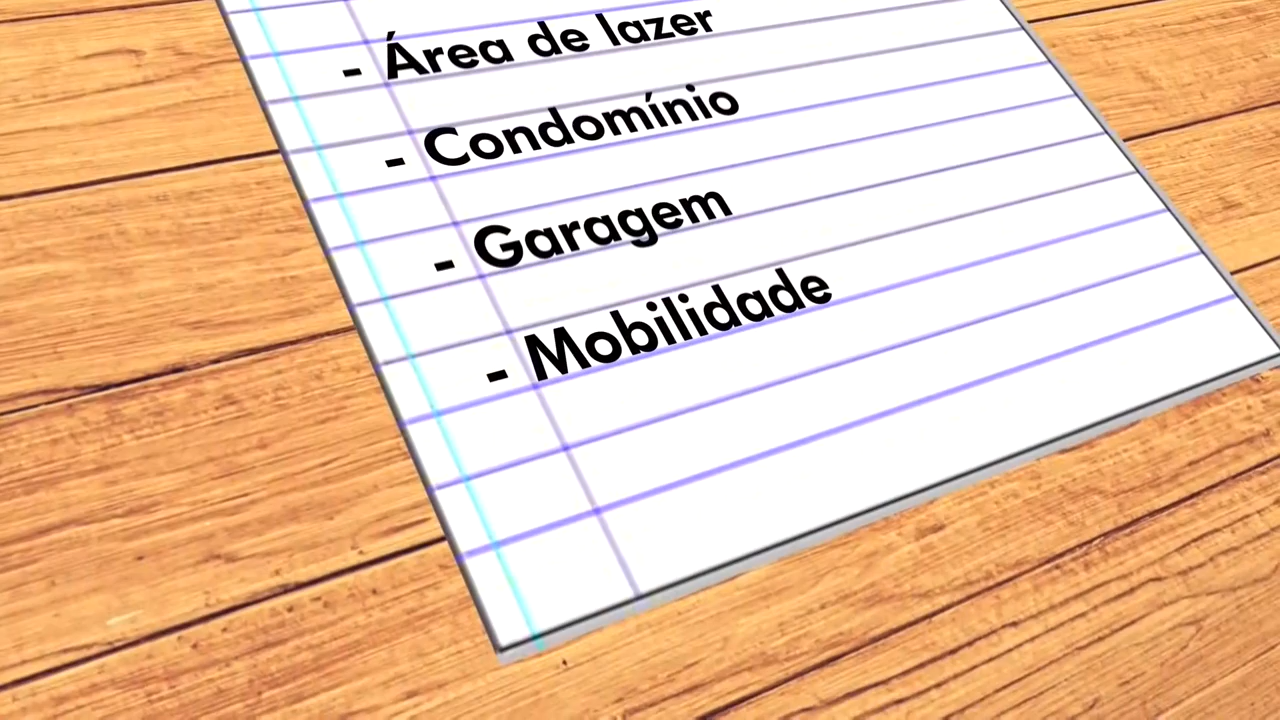 - Área de lazer
- Condomínio
- Garagem
- Mobilidade